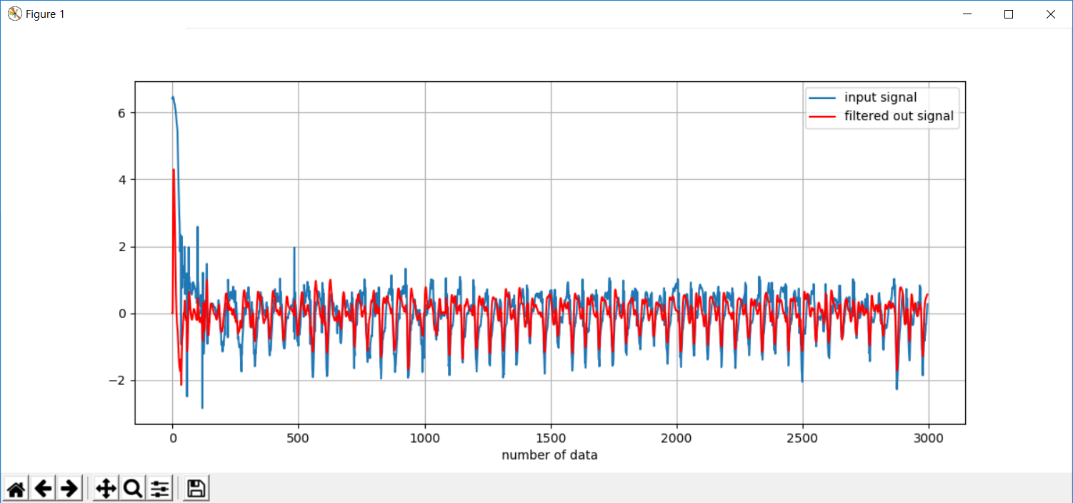 Figure 1
input signal
filtered out signal
6
4
2
0
−2
0 500 1000 1500 2000 2500 3000
number of data